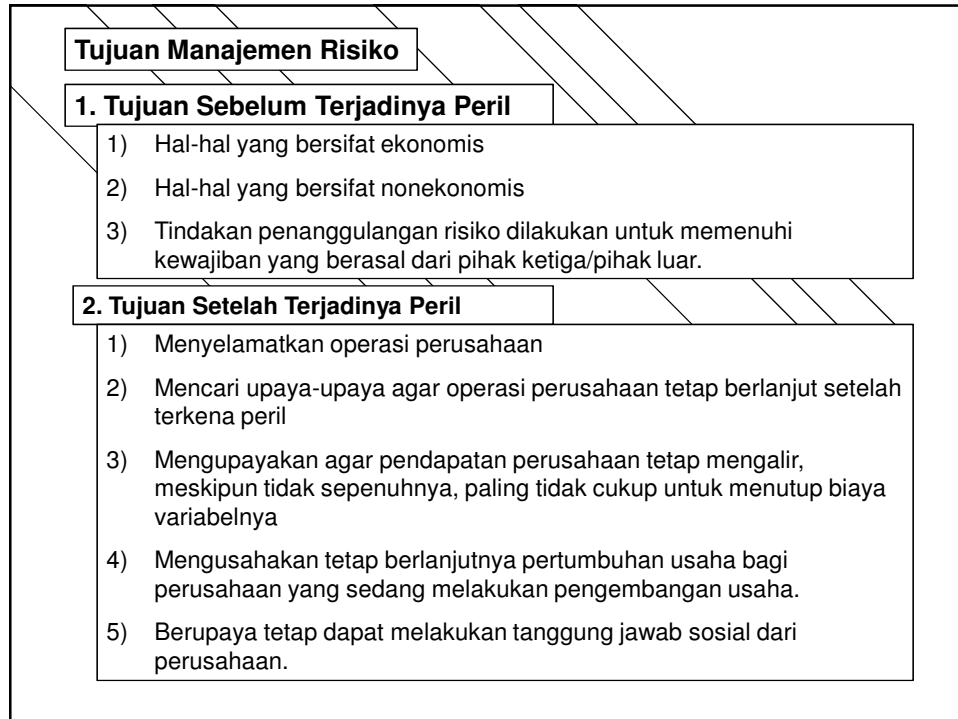 Tujuan Manajemen Risiko
1. Tujuan Sebelum Terjadinya Peril
1) Hal-hal yang bersifat ekonomis
2) Hal-hal yang bersifat nonekonomis
3) Tindakan penanggulangan risiko dilakukan untuk memenuhi
kewajiban yang berasal dari pihak ketiga/pihak luar.
2. Tujuan Setelah Terjadinya Peril
1) Menyelamatkan operasi perusahaan
2) Mencari upaya-upaya agar operasi perusahaan tetap berlanjut setelah
terkena peril
3) Mengupayakan agar pendapatan perusahaan tetap mengalir,
meskipun tidak sepenuhnya, paling tidak cukup untuk menutup biaya
variabelnya
4) Mengusahakan tetap berlanjutnya pertumbuhan usaha bagi
perusahaan yang sedang melakukan pengembangan usaha.
5) Berupaya tetap dapat melakukan tanggung jawab sosial dari
perusahaan.